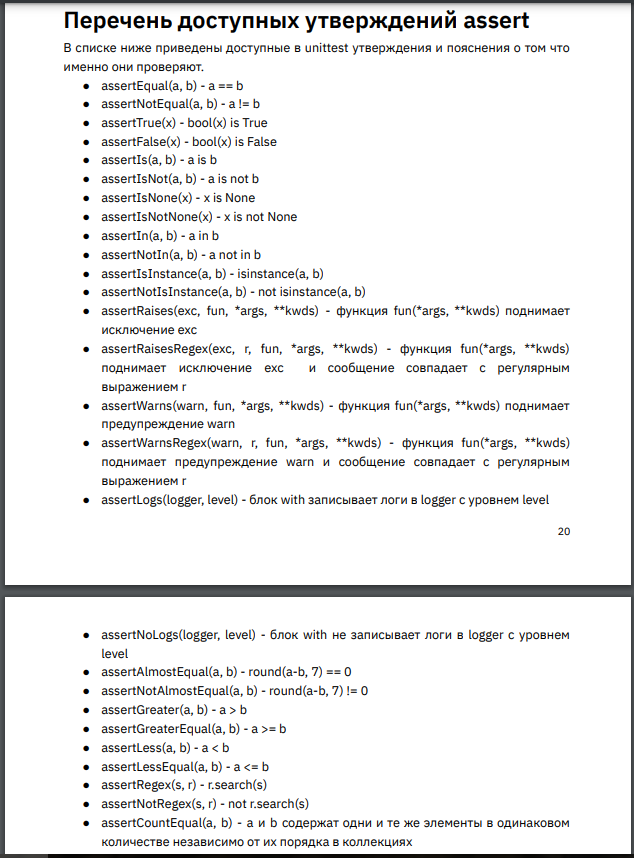 Перечень доступных утверждений assert
В списке ниже приведены доступные в unittest утверждения и пояснения о том что
именно они проверяют.
● assertEqual(a, b) - a == b
● assertNotEqual(a, b) - a != b
● assertTrue(x) - bool(x) is True
● assertFalse(x) - bool(x) is False
● assertIs(a, b) - a is b
● assertIsNot(a, b) - a is not b
● assertIsNone(x) - x is None
● assertIsNotNone(x) - x is not None
● assertIn(a, b) - a in b
● assertNotIn(a, b) - a not in b
● assertIsInstance(a, b) - isinstance(a, b)
● assertNotIsInstance(a, b) - not isinstance(a, b)
● assertRaises(exc, fun, *args, **kwds) - функция fun(*args, **kwds) поднимает
исключение exc
● assertRaisesRegex(exc, r, fun, *args, **kwds) - функция fun(*args, **kwds)
поднимает исключение exc и сообщение совпадает с регулярным
выражением r
● assertWarns(warn, fun, *args, **kwds) - функция fun(*args, **kwds) поднимает
предупреждение warn
● assertWarnsRegex(warn, r, fun, *args, **kwds) - функция fun(*args, **kwds)
поднимает предупреждение warn и сообщение совпадает с регулярным
выражением r
● assertLogs(logger, level) - блок with записывает логи в logger с уровнем level
20
● assertNoLogs(logger, level) - блок with не записывает логи в logger с уровнем
level
● assertAlmostEqual(a, b) - round(a-b, 7) == 0
● assertNotAlmostEqual(a, b) - round(a-b, 7) != 0
● assertGreater(a, b) - a > b
● assertGreaterEqual(a, b) - a >= b
● assertLess(a, b) - a < b
● assertLessEqual(a, b) - a <= b
● assertRegex(s, r) - r.search(s)
● assertNotRegex(s, r) - not r.search(s)
● assertCountEqual(a, b) - a и b содержат одни и те же элементы в одинаковом
количестве независимо от их порядка в коллекциях